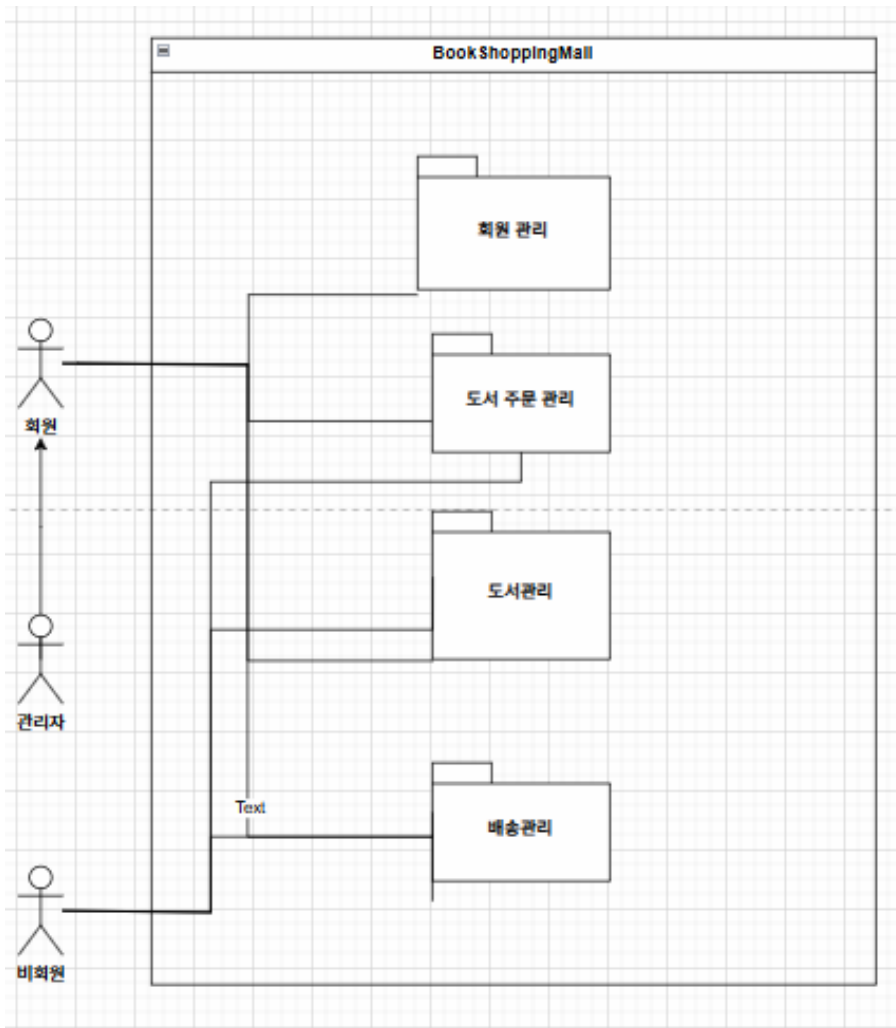 BookShoppingMall
회원 관리
도서 주문 관리
회원
도서관리
관리자
Text
배송관리
비회원